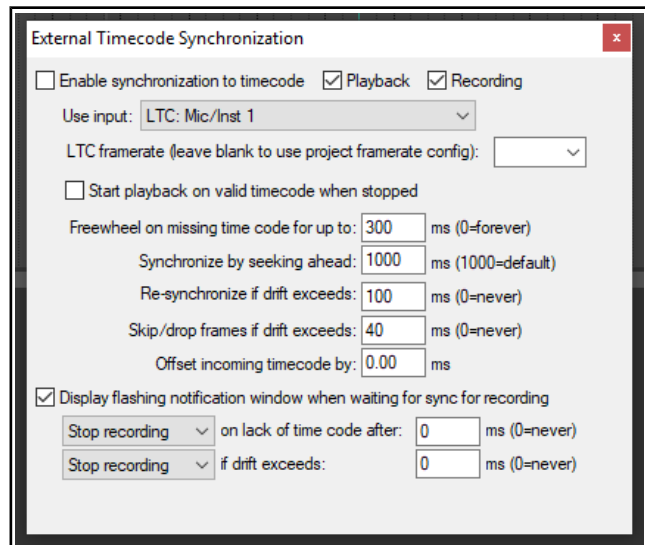 External Timecode Synchronization x
Enable synchronization to timecode Playback Recording
Use input: LTC: Mic/Inst 1
LTC framerate (leave blank to use project framerate config):
Start playback on valid timecode when stopped
Freewheel on missing time code for up to: 300 ms (0=forever)
Synchronize by seeking ahead: 1000 ms (1000=default)
Re-synchronize if drift exceeds: 100 ms (0=never)
Skip/drop frames if drift exceeds: 40 ms (0=never)
Offset incoming timecode by: 0.00 ms
Display flashing notification window when waiting for sync for recording
Stop recording on lack of time code after: 0 ms (0=never)
Stop recording if drift exceeds: 0 ms (0=never)